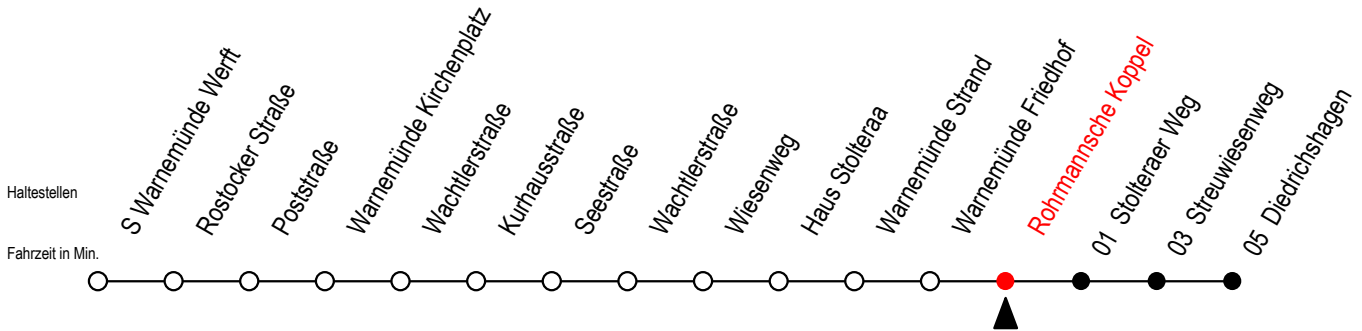 Haltestellen
Fahrzeit in Min.
S Warnemünde Werft
Rostocker Straße
Poststraße
Warnemünde Kirchenplatz
Wachtlerstraße
Kurhausstraße
Seestraße
Wachtlerstraße
Wiesenweg
Haus Stolteraa
Warnemünde Strand
Warnemünde Friedhof
Rohrmannsche Koppel
01 Stolteraer Weg
03 Streuwiesenweg
05 Diedrichshagen